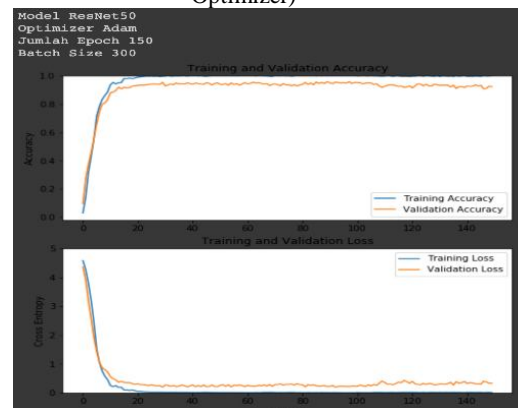 Optimizer)
Model ResNet50
Optimizer Adam
Jumlah Epoch 150
Batch Size 300
Training and Validation Accuracy
1.0
0.8
0.6
0.4
0.2
0.0
Accuracy
Training Accuracy
Validation Accuracy
0 20 40 60 80 100 120 140
Training and Validation Loss
5
4
3
2
1
0
Cross Entropy
Training Loss
Validation Loss
0 20 40 60 80 100 120 140